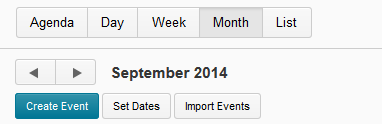 Agenda Day Week Month List
September 2014
Create Event Set Dates Import Events